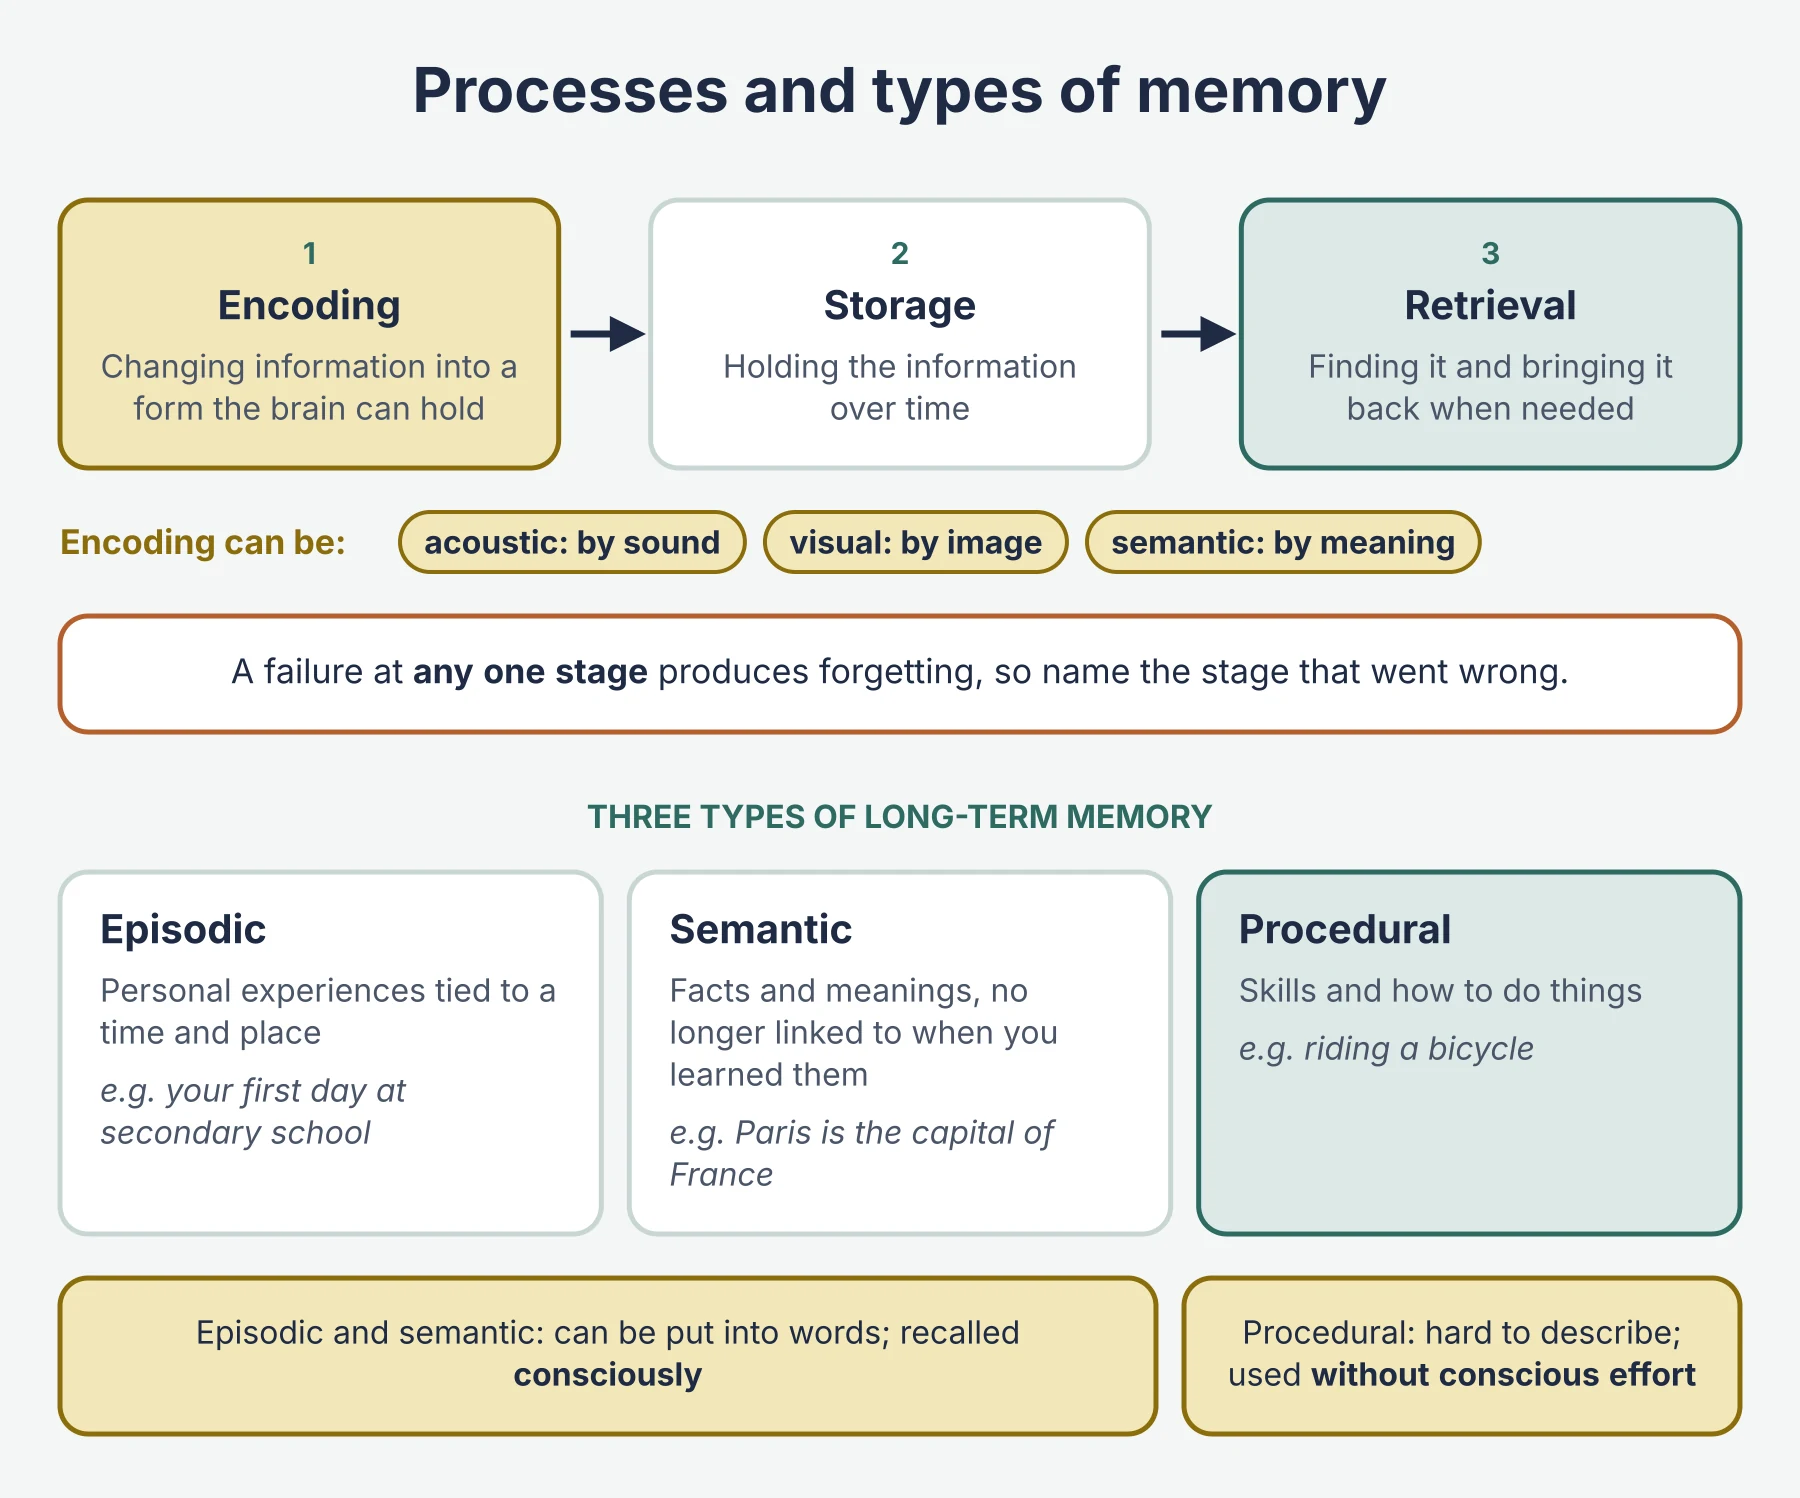 Processes and types of memory
1
Encoding
Changing information into a
form the brain can hold
2
Storage
Holding the information
over time
3
Retrieval
Finding it and bringing it
back when needed
Encoding can be:
acoustic: by sound
visual: by image
semantic: by meaning
A failure at any one stage produces forgetting, so name the stage that went wrong.
THREE TYPES OF LONG-TERM MEMORY
Episodic
Personal experiences tied to a
time and place
e.g. your first day at
secondary school
Semantic
Facts and meanings, no
longer linked to when you
learned them
e.g. Paris is the capital of
France
Procedural
Skills and how to do things
e.g. riding a bicycle
Episodic and semantic: can be put into words; recalled
consciously
Procedural: hard to describe;
used without conscious effort